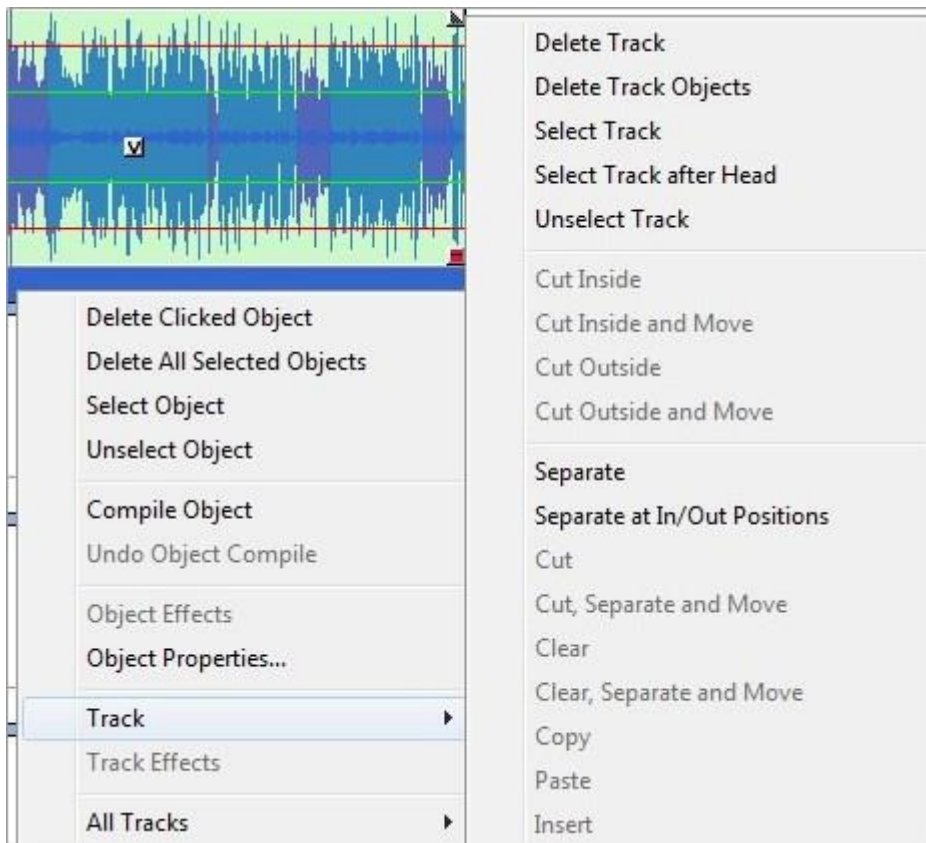 V
Delete Clicked Object
Delete All Selected Objects
Select Object
Unselect Object
Compile Object
Undo Object Compile
Object Effects
Object Properties...
Track
Track Effects
All Tracks
Delete Track
Delete Track Objects
Select Track
Select Track after Head
Unselect Track
Cut Inside
Cut Inside and Move
Cut Outside
Cut Outside and Move
Separate
Separate at In/Out Positions
Cut
Cut, Separate and Move
Clear
Clear, Separate and Move
Copy
Paste
Insert